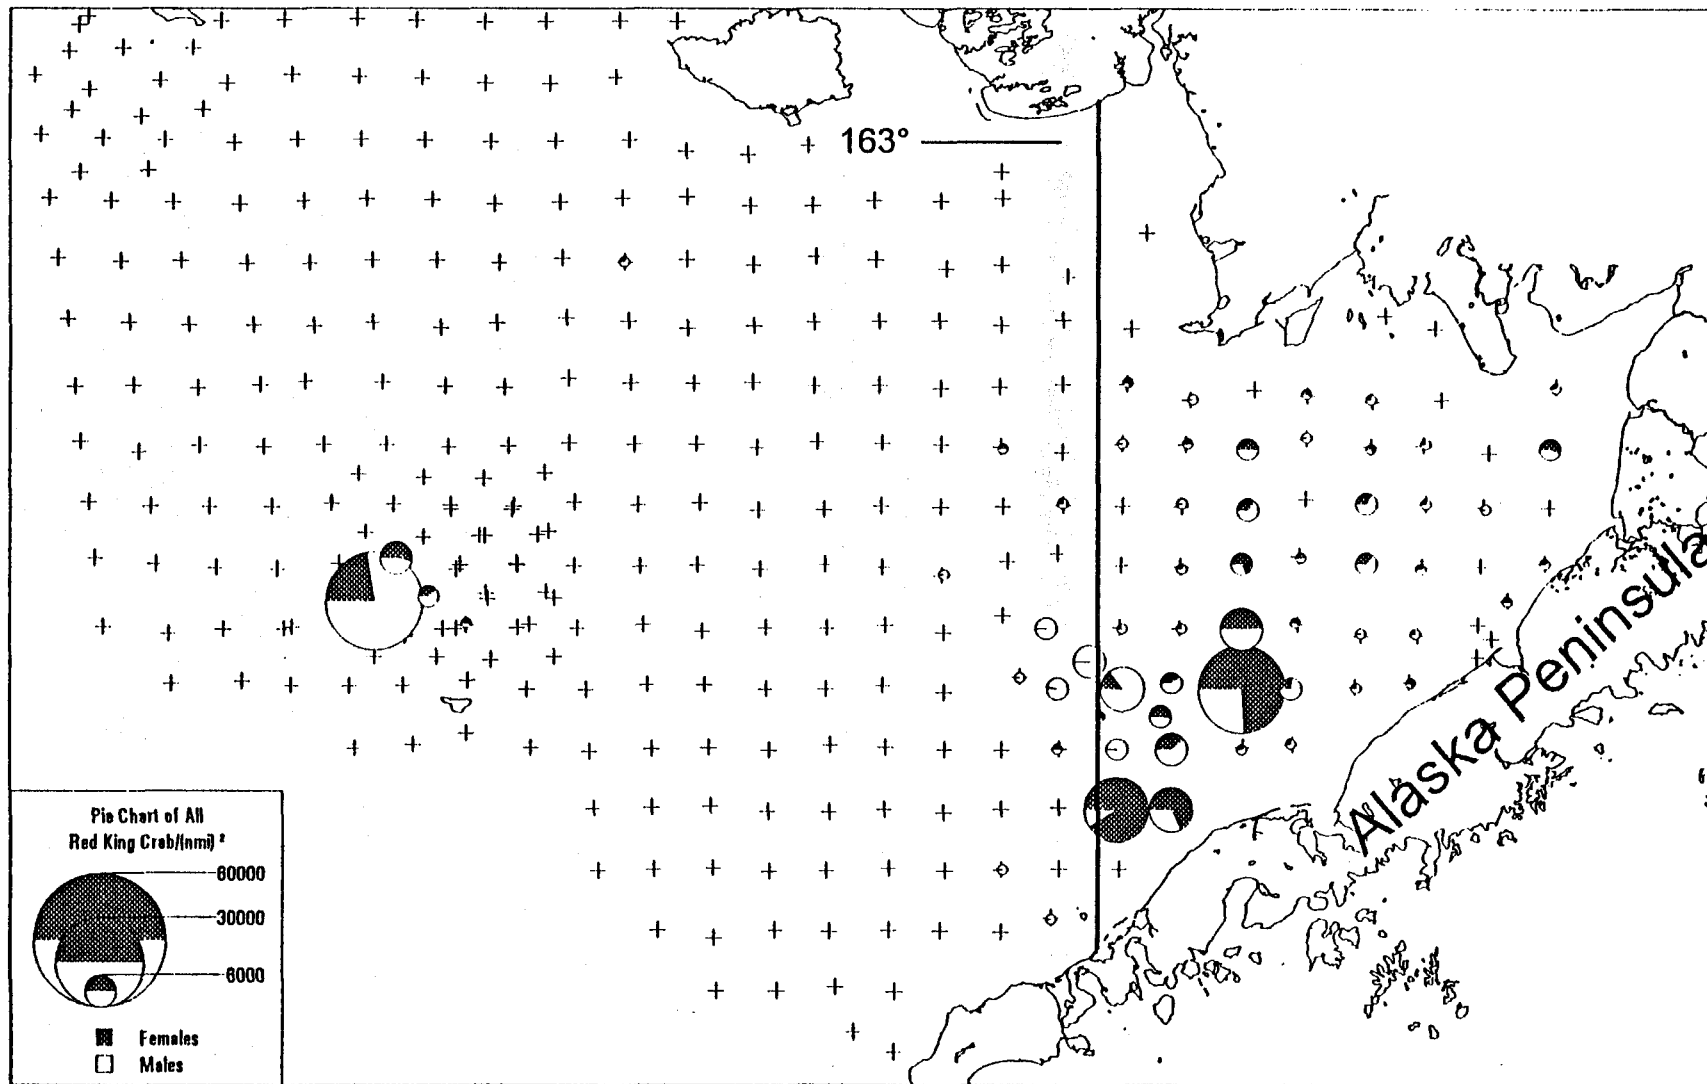 163°
Alaska Peninsula
Pie Chart of All
Red King Crab/(nmi) ²
60000
30000
6000
Females
Males